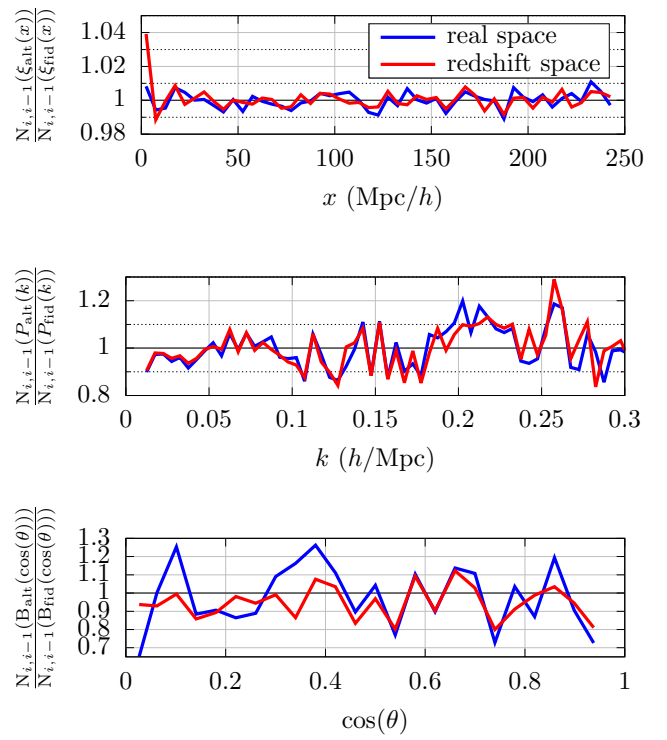 N_{i,i−1}(ξ_alt(x))
N_{i,i−1}(ξ_fid(x))
1.04
1.02
1
0.98
real space
redshift space
0 50 100 150 200 250
x (Mpc/h)
N_{i,i−1}(P_alt(k))
N_{i,i−1}(P_fid(k))
1.2
1
0.8
0 0.05 0.1 0.15 0.2 0.25 0.3
k (h/Mpc)
N_{i,i−1}(B_alt(cos(θ)))
N_{i,i−1}(B_fid(cos(θ)))
1.3
1.2
1.1
1
0.9
0.8
0.7
0 0.2 0.4 0.6 0.8 1
cos(θ)